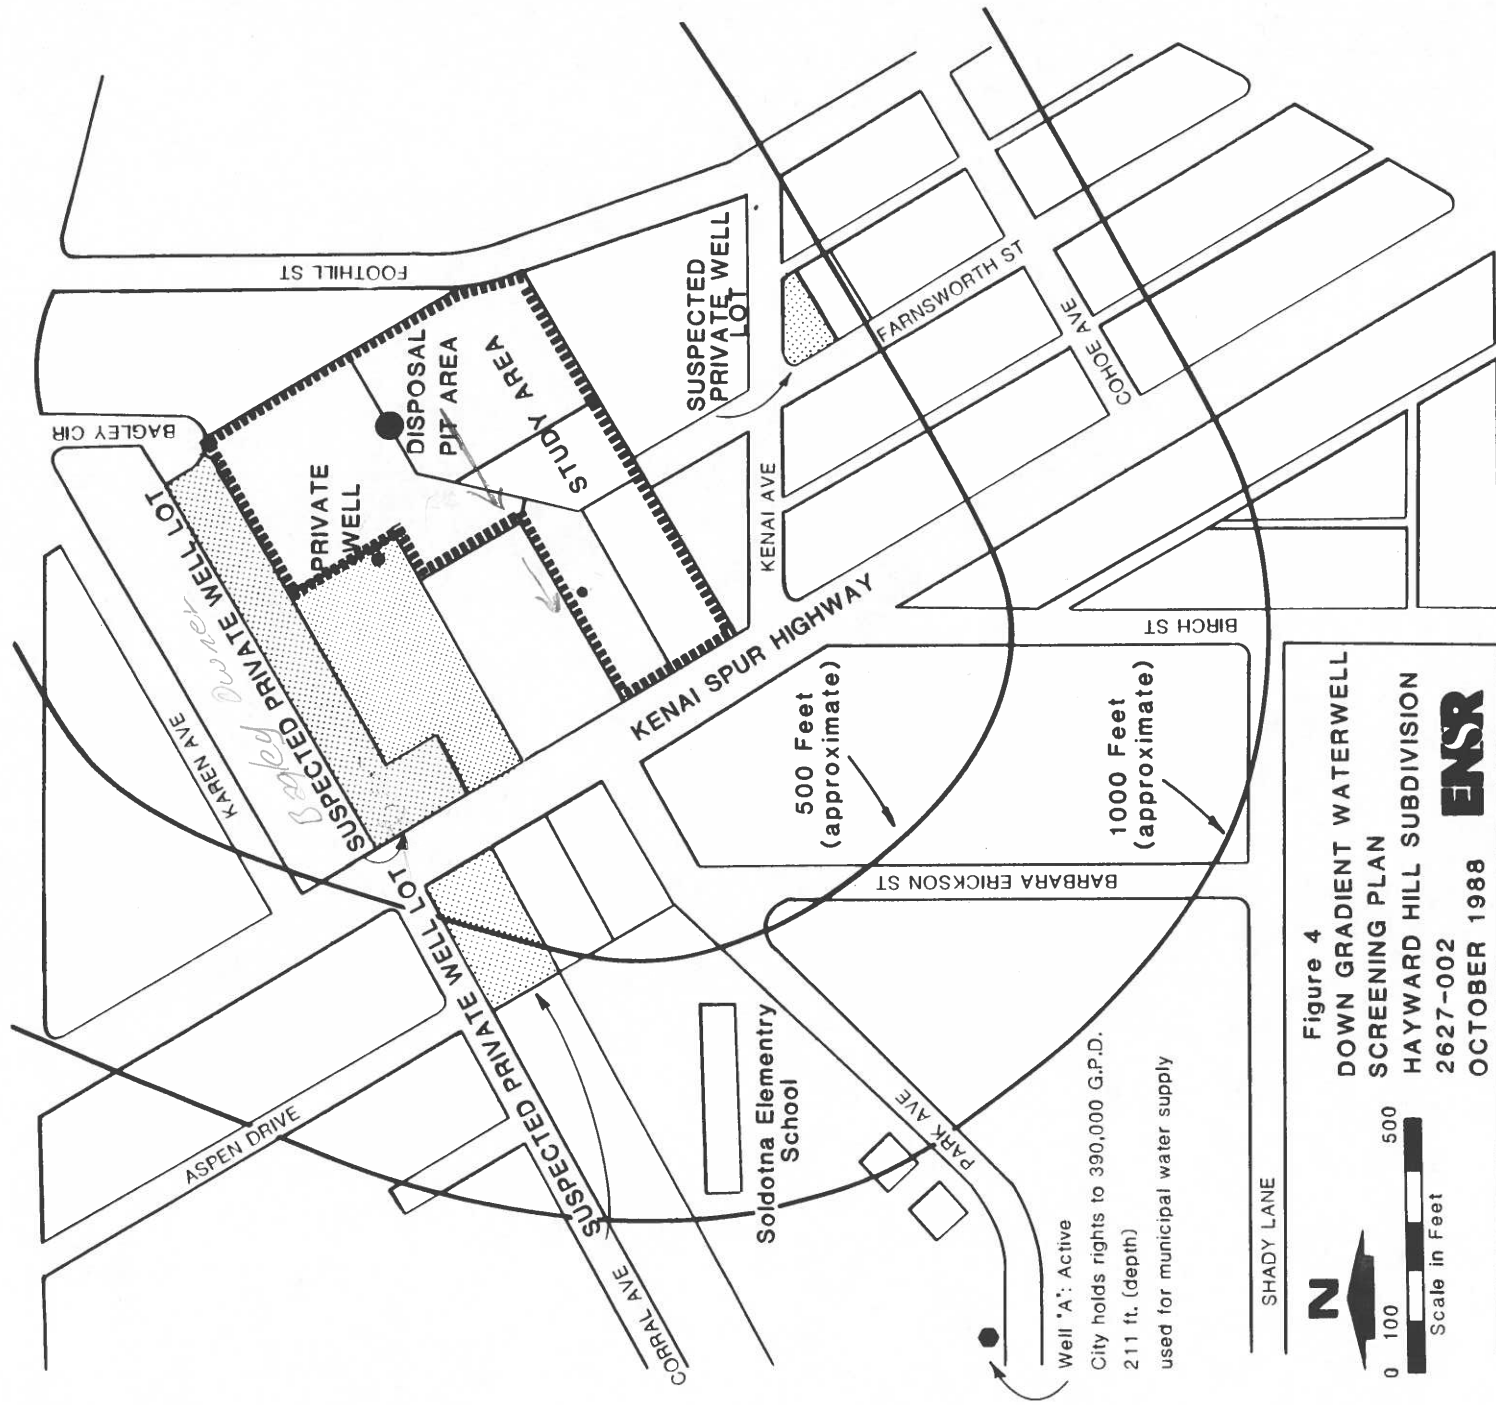 FOOTHILL ST
BAGLEY CIR
DISPOSAL
PIT AREA
STUDY AREA
PRIVATE
WELL
SUSPECTED
PRIVATE WELL
LOT
SUSPECTED PRIVATE WELL LOT
Bagley Owner
KAREN AVE
FARNSWORTH ST
COHOE AVE
KENAI AVE
KENAI SPUR HIGHWAY
BIRCH ST
500 Feet
(approximate)
1000 Feet
(approximate)
BARBARA ERICKSON ST
SUSPECTED PRIVATE WELL LOT
ASPEN DRIVE
CORRAL AVE
Soldotna Elementry
School
PARK AVE
SHADY LANE
Well "A": Active
City holds rights to 390,000 G.P.D.
211 ft. (depth)
used for municipal water supply
N
0 100 500
Scale in Feet
Figure 4
DOWN GRADIENT WATERWELL
SCREENING PLAN
HAYWARD HILL SUBDIVISION
2627-002
OCTOBER 1988
ENSR